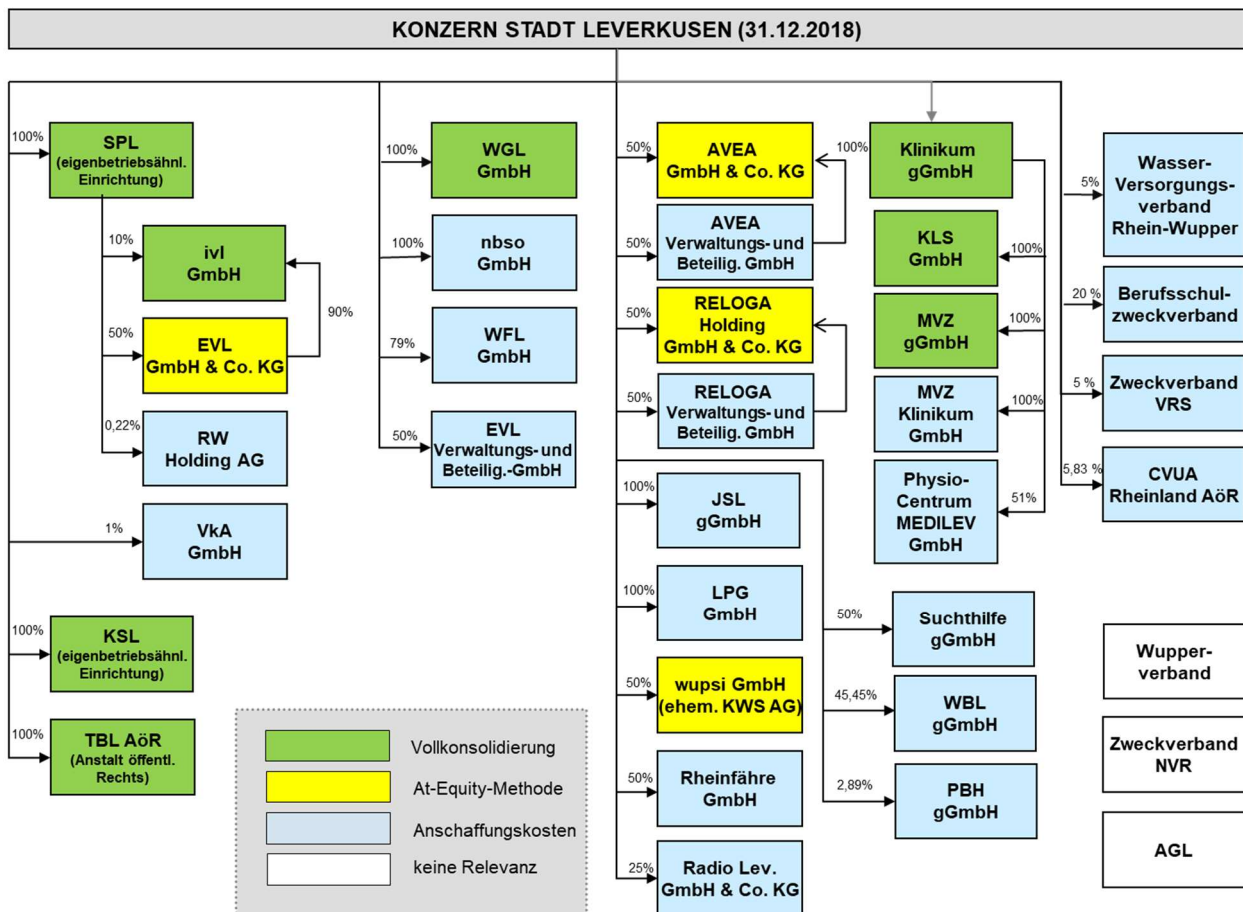 KONZERN STADT LEVERKUSEN (31.12.2018)
100%
SPL
(eigenbetriebsähnl.
Einrichtung)
10%
ivl
GmbH
50%
EVL
GmbH & Co. KG
90%
0,22%
RW
Holding AG
1%
VkA
GmbH
100%
KSL
(eigenbetriebsähnl.
Einrichtung)
100%
TBL AöR
(Anstalt öffentl.
Rechts)
100%
WGL
GmbH
100%
nbso
GmbH
79%
WFL
GmbH
50%
EVL
Verwaltungs- und
Beteilig.-GmbH
50%
AVEA
GmbH & Co. KG
50%
AVEA
Verwaltungs- und
Beteilig. GmbH
50%
RELOGA
Holding
GmbH & Co. KG
50%
RELOGA
Verwaltungs- und
Beteilig. GmbH
100%
JSL
gGmbH
100%
LPG
GmbH
50%
wupsi GmbH
(ehem. KWS AG)
50%
Rheinfähre
GmbH
25%
Radio Lev.
GmbH & Co. KG
100%
Klinikum
gGmbH
KLS
GmbH
100%
MVZ
gGmbH
100%
MVZ
Klinikum
GmbH
100%
Physio-
Centrum
MEDILEV
GmbH
51%
50%
Suchthilfe
gGmbH
45,45%
WBL
gGmbH
2,89%
PBH
gGmbH
5%
Wasser-
Versorgungs-
verband
Rhein-Wupper
20 %
Berufsschul-
zweckverband
5 %
Zweckverband
VRS
5,83 %
CVUA
Rheinland AöR
Wupper-
verband
Zweckverband
NVR
AGL
Vollkonsolidierung
At-Equity-Methode
Anschaffungskosten
keine Relevanz